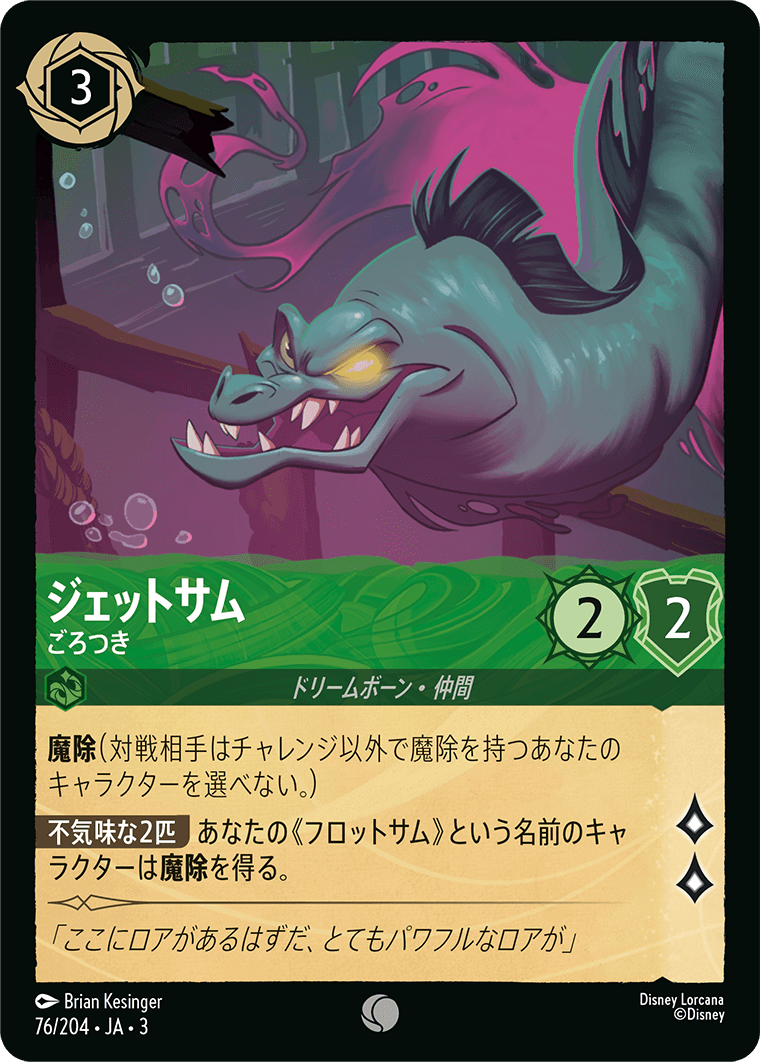 3
ジェットサム
ごろつき
2
2
ドリームボーン・仲間
魔除(対戦相手はチャレンジ以外で魔除を持つあなたの
キャラクターを選べない。)
不気味な2匹 あなたの《フロットサム》という名前のキャ
ラクターは魔除を得る。
「ここにロアがあるはずだ、とてもパワフルなロアが」
Brian Kesinger
76/204・JA・3
Disney Lorcana
©Disney